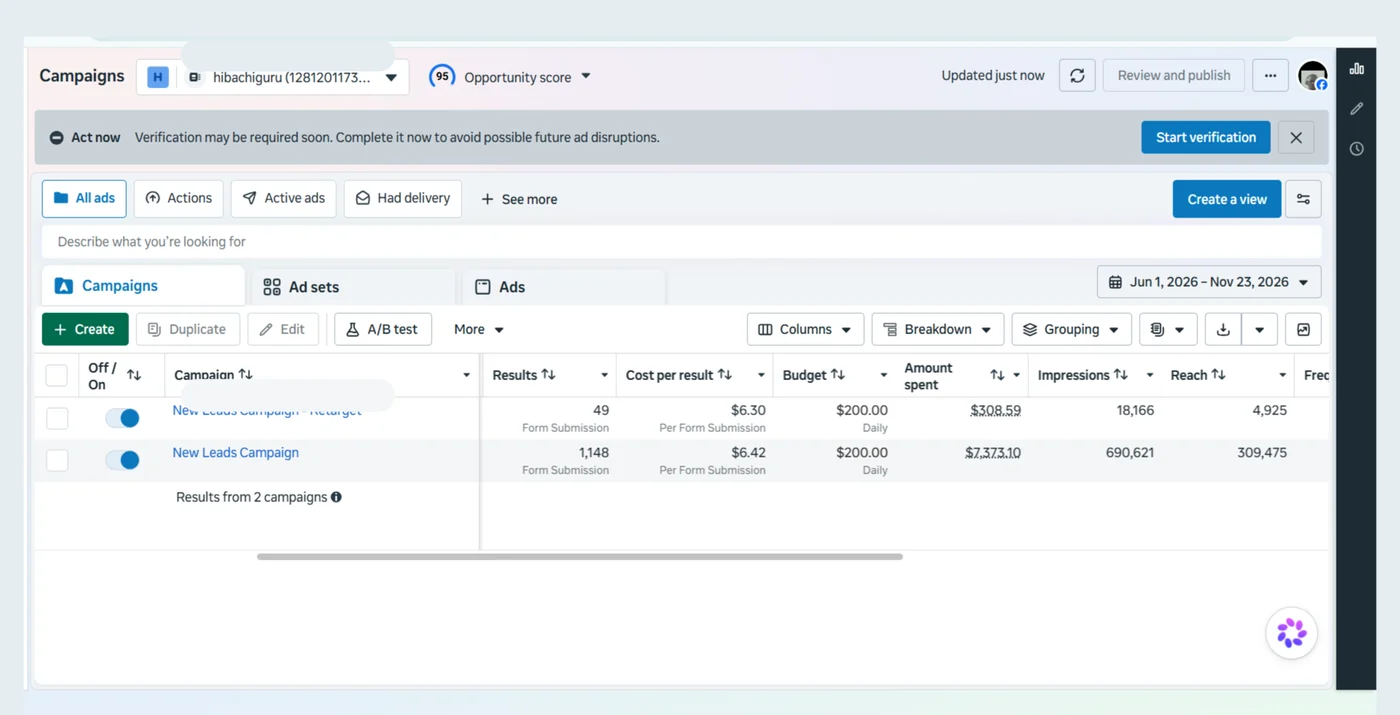 Campaigns
H
hibachiguru (1281201173...
95
Opportunity score
Updated just now
Review and publish
Act now
Verification may be required soon. Complete it now to avoid possible future ad disruptions.
Start verification
All ads
Actions
Active ads
Had delivery
+ See more
Create a view
Describe what you're looking for
Campaigns
Ad sets
Ads
Jun 1, 2026 – Nov 23, 2026
+ Create
Duplicate
Edit
A/B test
More
Columns
Breakdown
Grouping
Off / On
Campaign
Results
Cost per result
Budget
Amount spent
Impressions
Reach
Freq
New Leads Campaign - Retarget
49
$6.30
$200.00
$308.59
18,166
4,925
Form Submission
Per Form Submission
Daily
New Leads Campaign
1,148
$6.42
$200.00
$7,373.10
690,621
309,475
Form Submission
Per Form Submission
Daily
Results from 2 campaigns